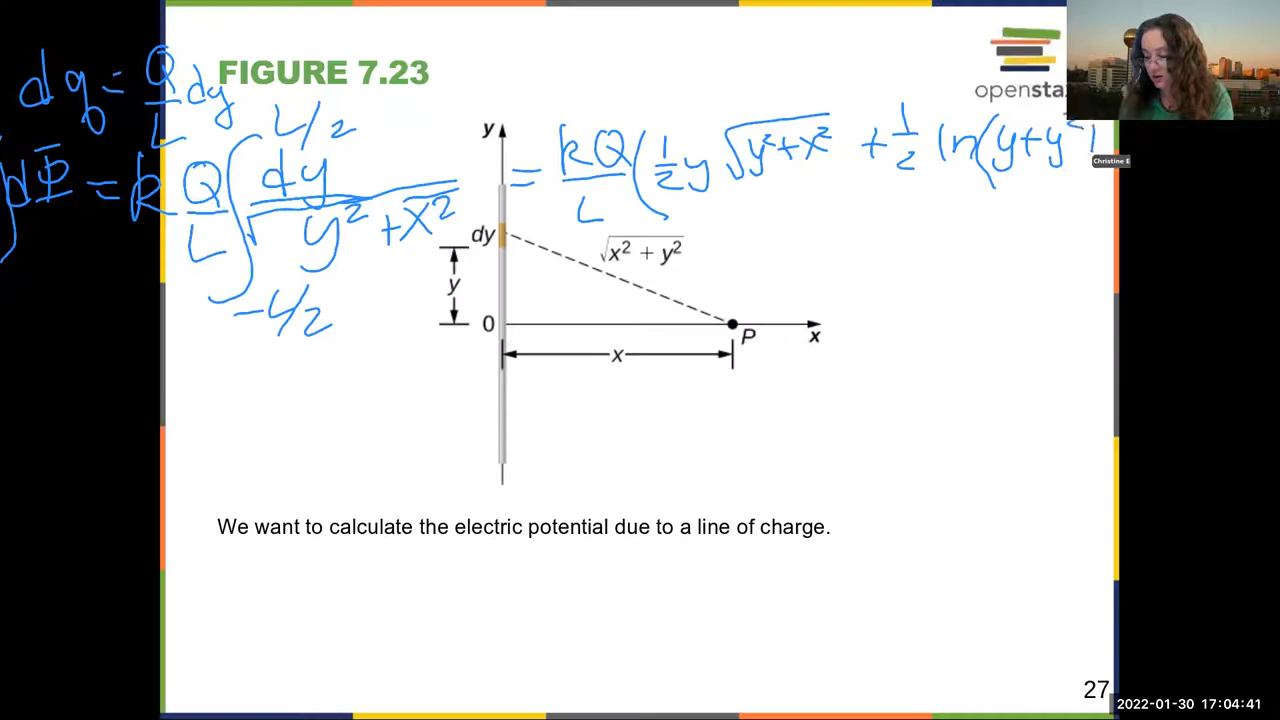 FIGURE 7.23
openstax
dq = Q/L dy
∫dΦ = k Q/L ∫ L/2 -L/2 dy/√y²+x² = kQ/L (1/2 y √y²+x² + 1/2 ln(y+y²
Christine E
y
dy
√x² + y²
y
0
P
x
x
We want to calculate the electric potential due to a line of charge.
27
2022-01-30 17:04:41